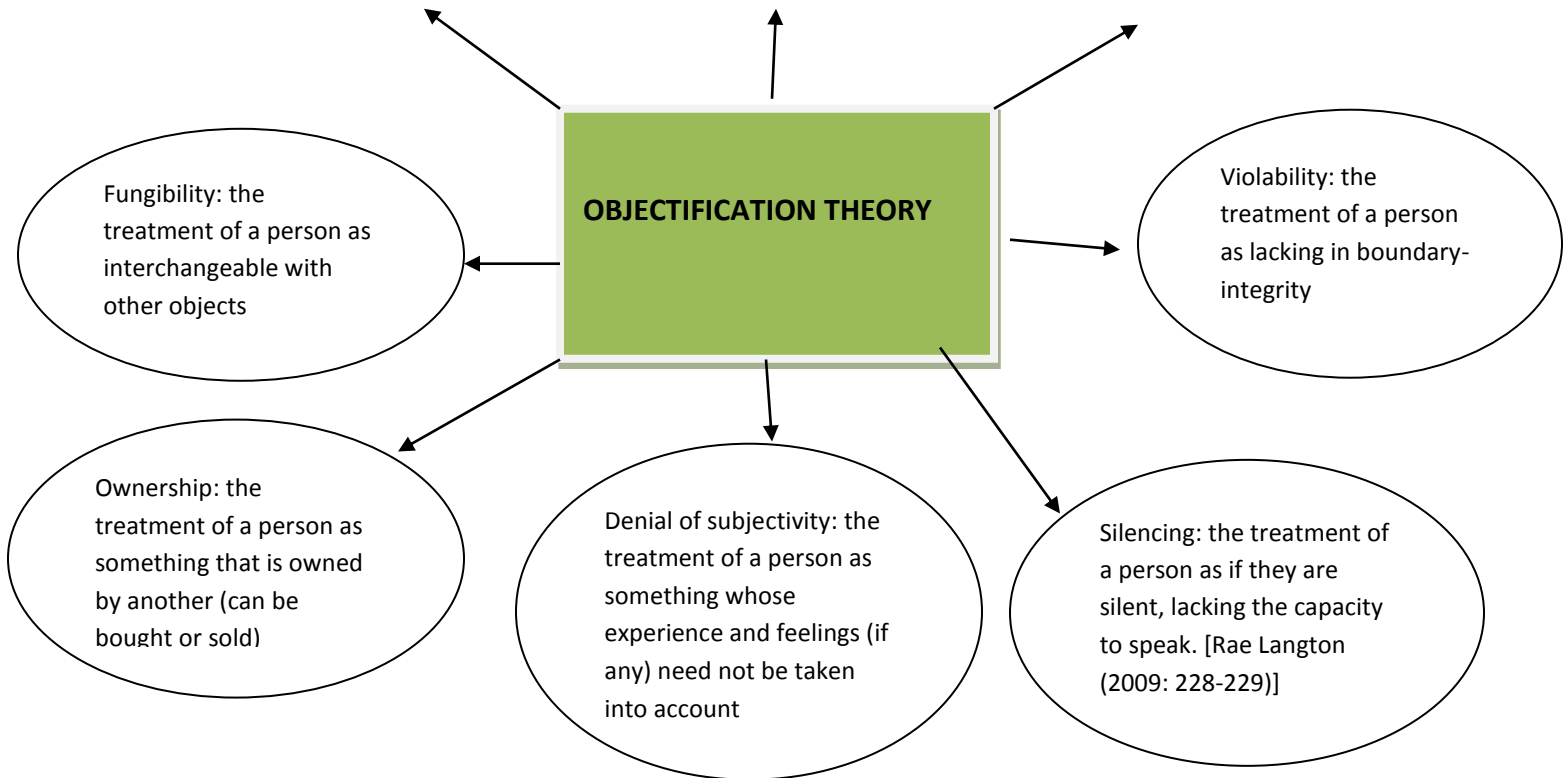 OBJECTIFICATION THEORY
Fungibility: the
treatment of a person as
interchangeable with
other objects
Violability: the
treatment of a person
as lacking in boundary-
integrity
Ownership: the
treatment of a person as
something that is owned
by another (can be
bought or sold)
Denial of subjectivity: the
treatment of a person as
something whose
experience and feelings (if
any) need not be taken
into account
Silencing: the treatment of
a person as if they are
silent, lacking the capacity
to speak. [Rae Langton
(2009: 228-229)]